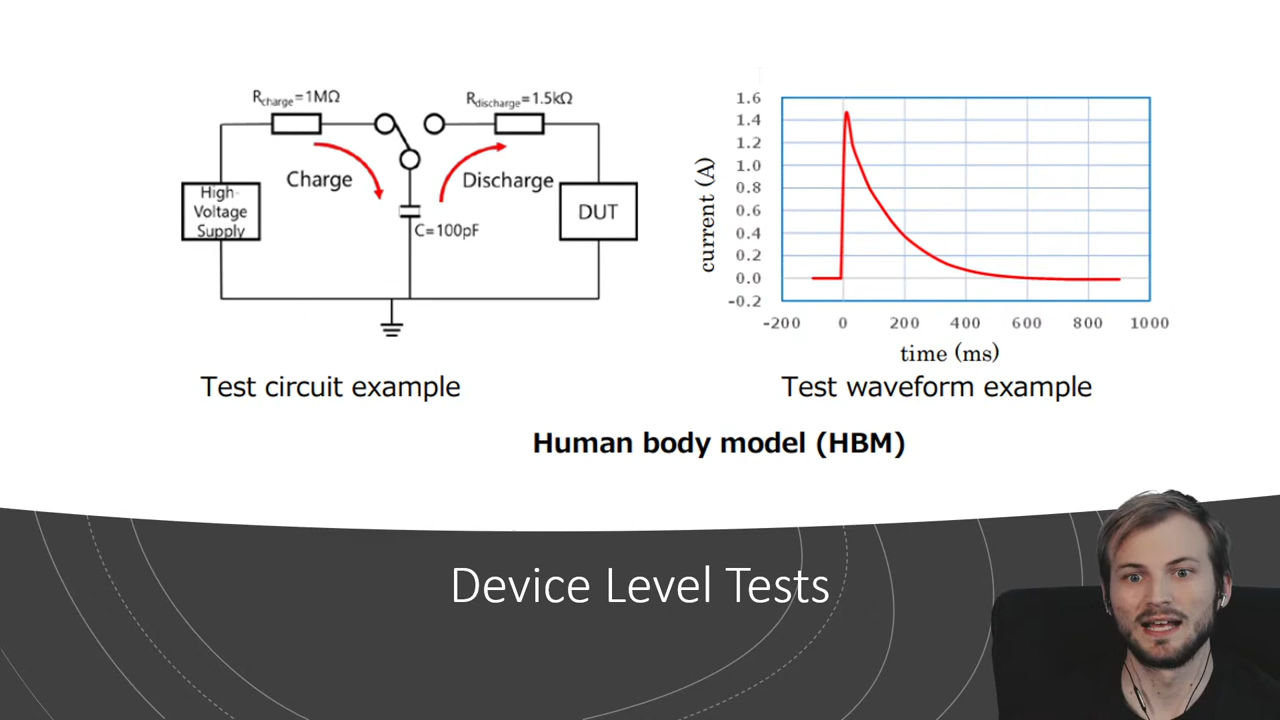 R_charge=1MΩ
R_discharge=1.5kΩ
Charge
Discharge
High
Voltage
Supply
C=100pF
DUT
Test circuit example
current (A)
1.6
1.4
1.2
1.0
0.8
0.6
0.4
0.2
0.0
-0.2
-200 0 200 400 600 800 1000
time (ms)
Test waveform example
Human body model (HBM)
Device Level Tests